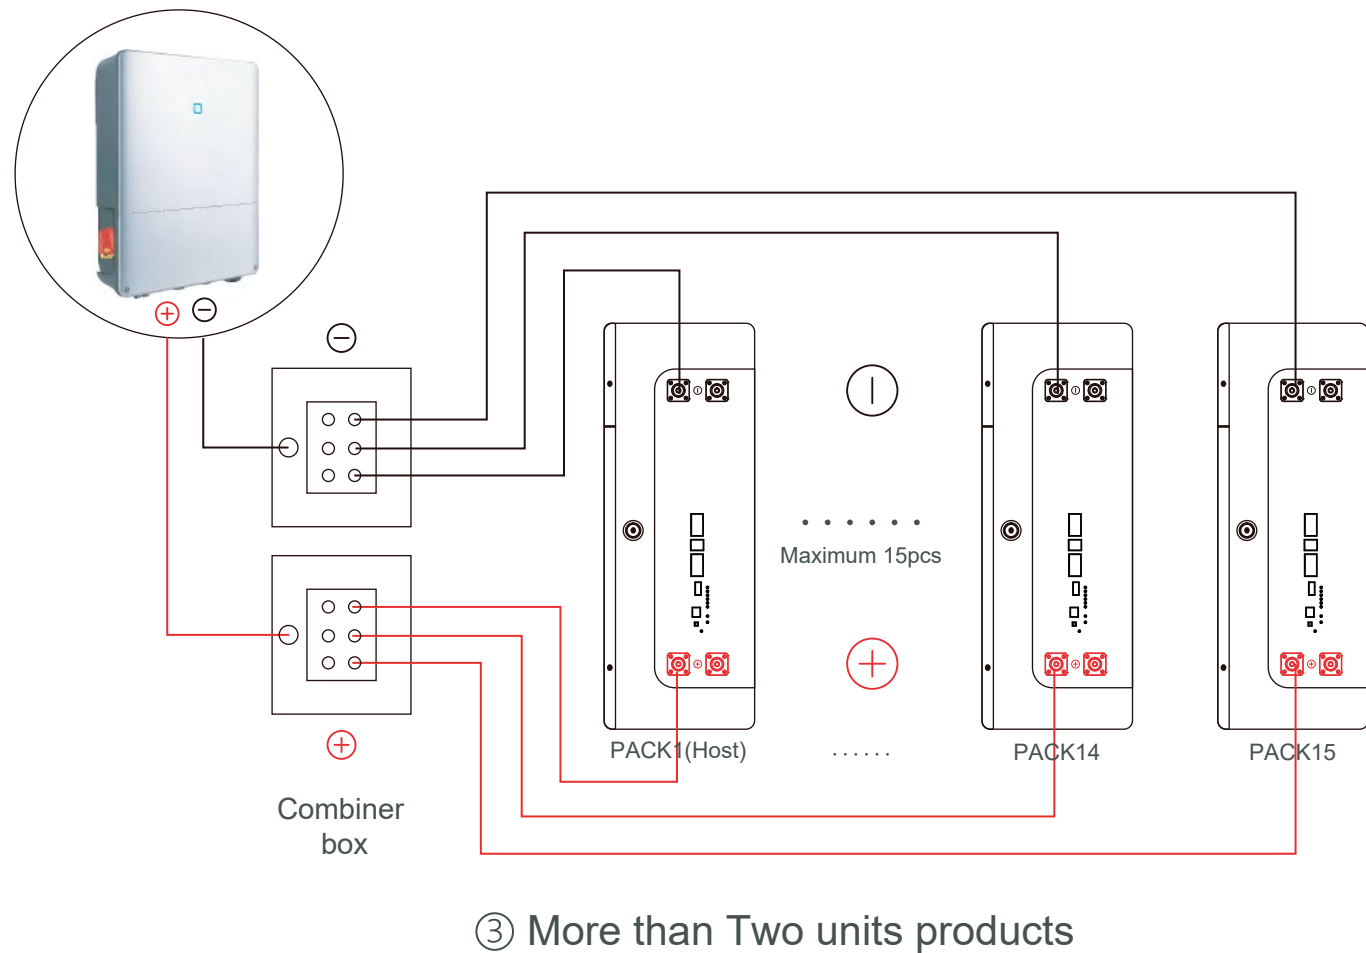 Maximum 15pcs
PACK1(Host)
......
PACK14
PACK15
Combiner
box
③ More than Two units products